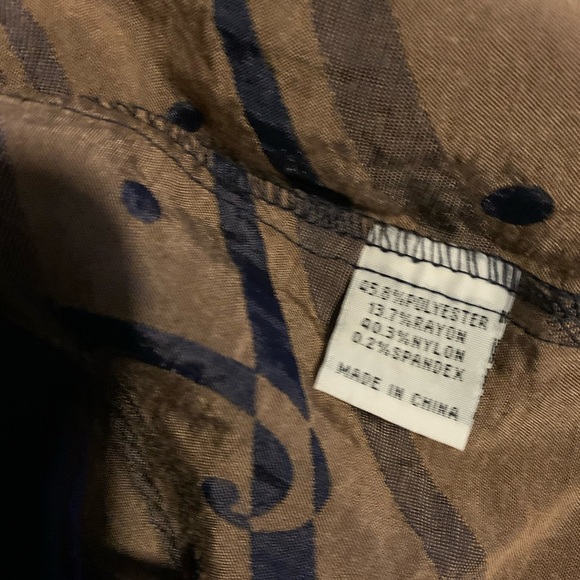 45.8%POLYESTER
13.7%RAYON
40.3%NYLON
0.2%SPANDEX
MADE IN CHINA